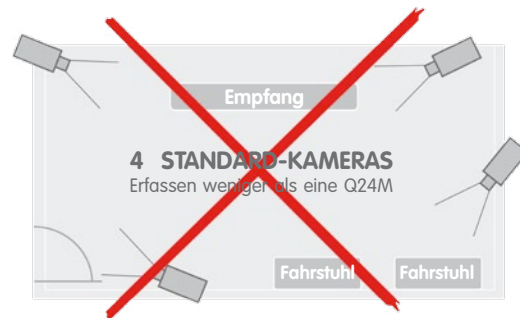 Empfang
4 STANDARD-KAMERAS
Erfassen weniger als eine Q24M
Fahrstuhl Fahrstuhl